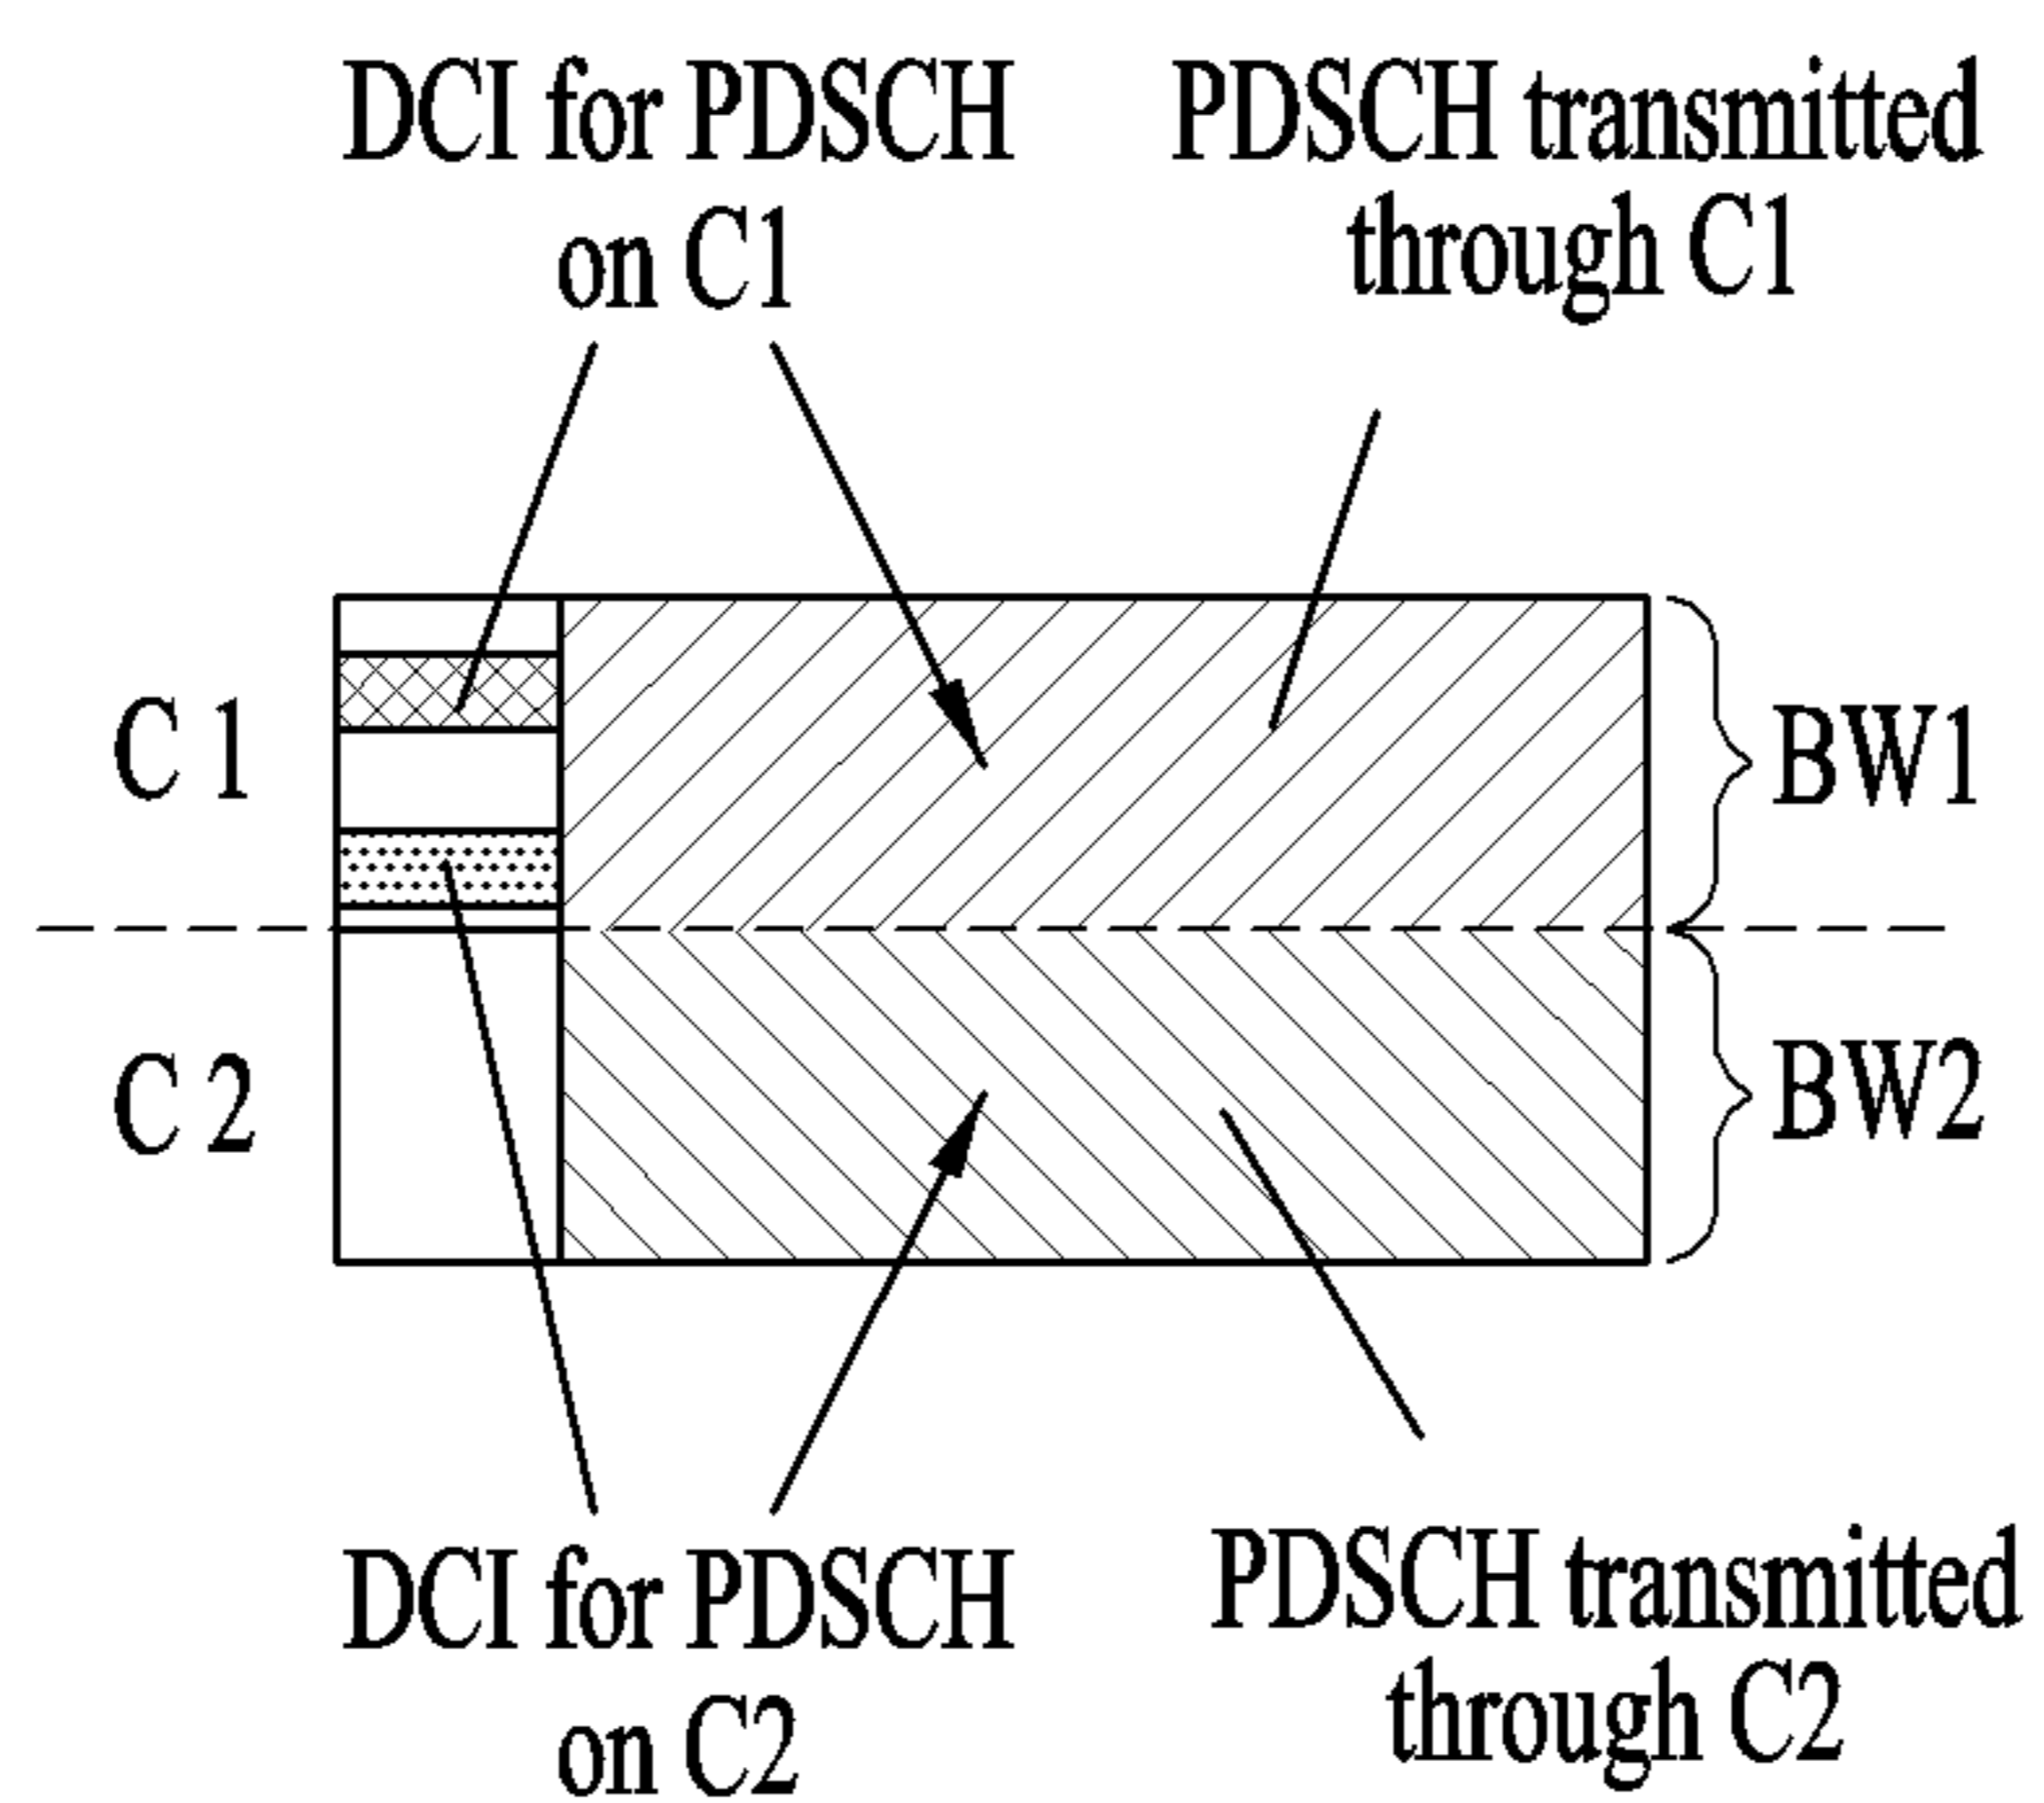 DCI for PDSCH
on C1
PDSCH transmitted
through C1
C 1
BW1
C 2
BW2
DCI for PDSCH
on C2
PDSCH transmitted
through C2